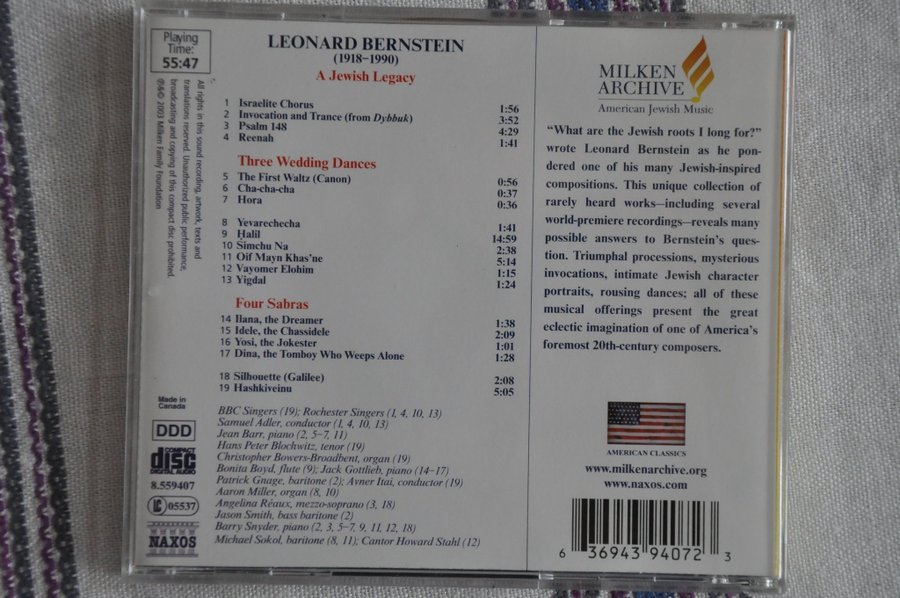 Playing
Time:
55:47
All rights in this sound recording, artwork, texts and
translations reserved. Unauthorized public performance,
broadcasting and copying of this compact disc prohibited.
℗&© 2003 Milken Family Foundation
LEONARD BERNSTEIN
(1918–1990)
A Jewish Legacy
1 Israelite Chorus 1:56
2 Invocation and Trance (from Dybbuk) 3:52
3 Psalm 148 4:29
4 Reenah 1:41
Three Wedding Dances
5 The First Waltz (Canon) 0:56
6 Cha-cha-cha 0:37
7 Hora 0:36
8 Yevarechecha 1:41
9 Ḥalil 14:59
10 Simchu Na 2:38
11 Oif Mayn Khas'ne 5:14
12 Vayomer Elohim 1:15
13 Yigdal 1:24
Four Sabras
14 Ilana, the Dreamer 1:38
15 Idele, the Chassidele 2:09
16 Yosi, the Jokester 1:01
17 Dina, the Tomboy Who Weeps Alone 1:28
18 Silhouette (Galilee) 2:08
19 Hashkiveinu 5:05
BBC Singers (19); Rochester Singers (1, 4, 10, 13)
Samuel Adler, conductor (1, 4, 10, 13)
Jean Barr, piano (2, 5–7, 11)
Hans Peter Blochwitz, tenor (19)
Christopher Bowers-Broadbent, organ (19)
Bonita Boyd, flute (9); Jack Gottlieb, piano (14–17)
Patrick Gnage, baritone (2); Avner Itai, conductor (19)
Aaron Miller, organ (8, 10)
Angelina Réaux, mezzo-soprano (3, 18)
Jason Smith, bass baritone (2)
Barry Snyder, piano (2, 3, 5–7, 9, 11, 12, 18)
Michael Sokol, baritone (8, 11); Cantor Howard Stahl (12)
Made in
Canada
DDD
COMPACT
disc
DIGITAL AUDIO
8.559407
LC 05537
NAXOS
MILKEN
ARCHIVE
American Jewish Music
"What are the Jewish roots I long for?"
wrote Leonard Bernstein as he pon-
dered one of his many Jewish-inspired
compositions. This unique collection of
rarely heard works—including several
world-premiere recordings—reveals many
possible answers to Bernstein's ques-
tion. Triumphal processions, mysterious
invocations, intimate Jewish character
portraits, rousing dances; all of these
musical offerings present the great
eclectic imagination of one of America's
foremost 20th-century composers.
AMERICAN CLASSICS
www.milkenarchive.org
www.naxos.com
6 36943 94072 3